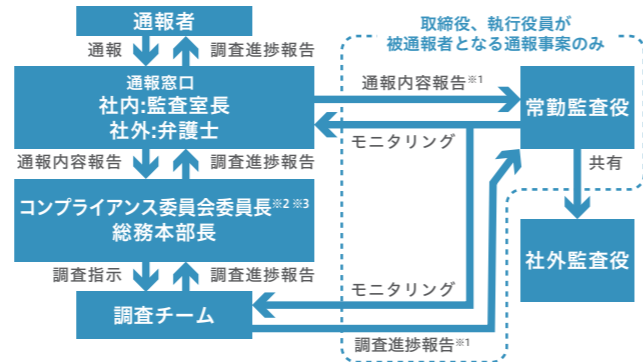 通報者
取締役、執行役員が
被通報者となる通報事案のみ
通報
調査進捗報告
通報窓口
社内:監査室長
社外:弁護士
通報内容報告※1
常勤監査役
モニタリング
通報内容報告
調査進捗報告
共有
コンプライアンス委員会委員長※2 ※3
総務本部長
社外監査役
調査指示
調査進捗報告
モニタリング
調査チーム
調査進捗報告※1